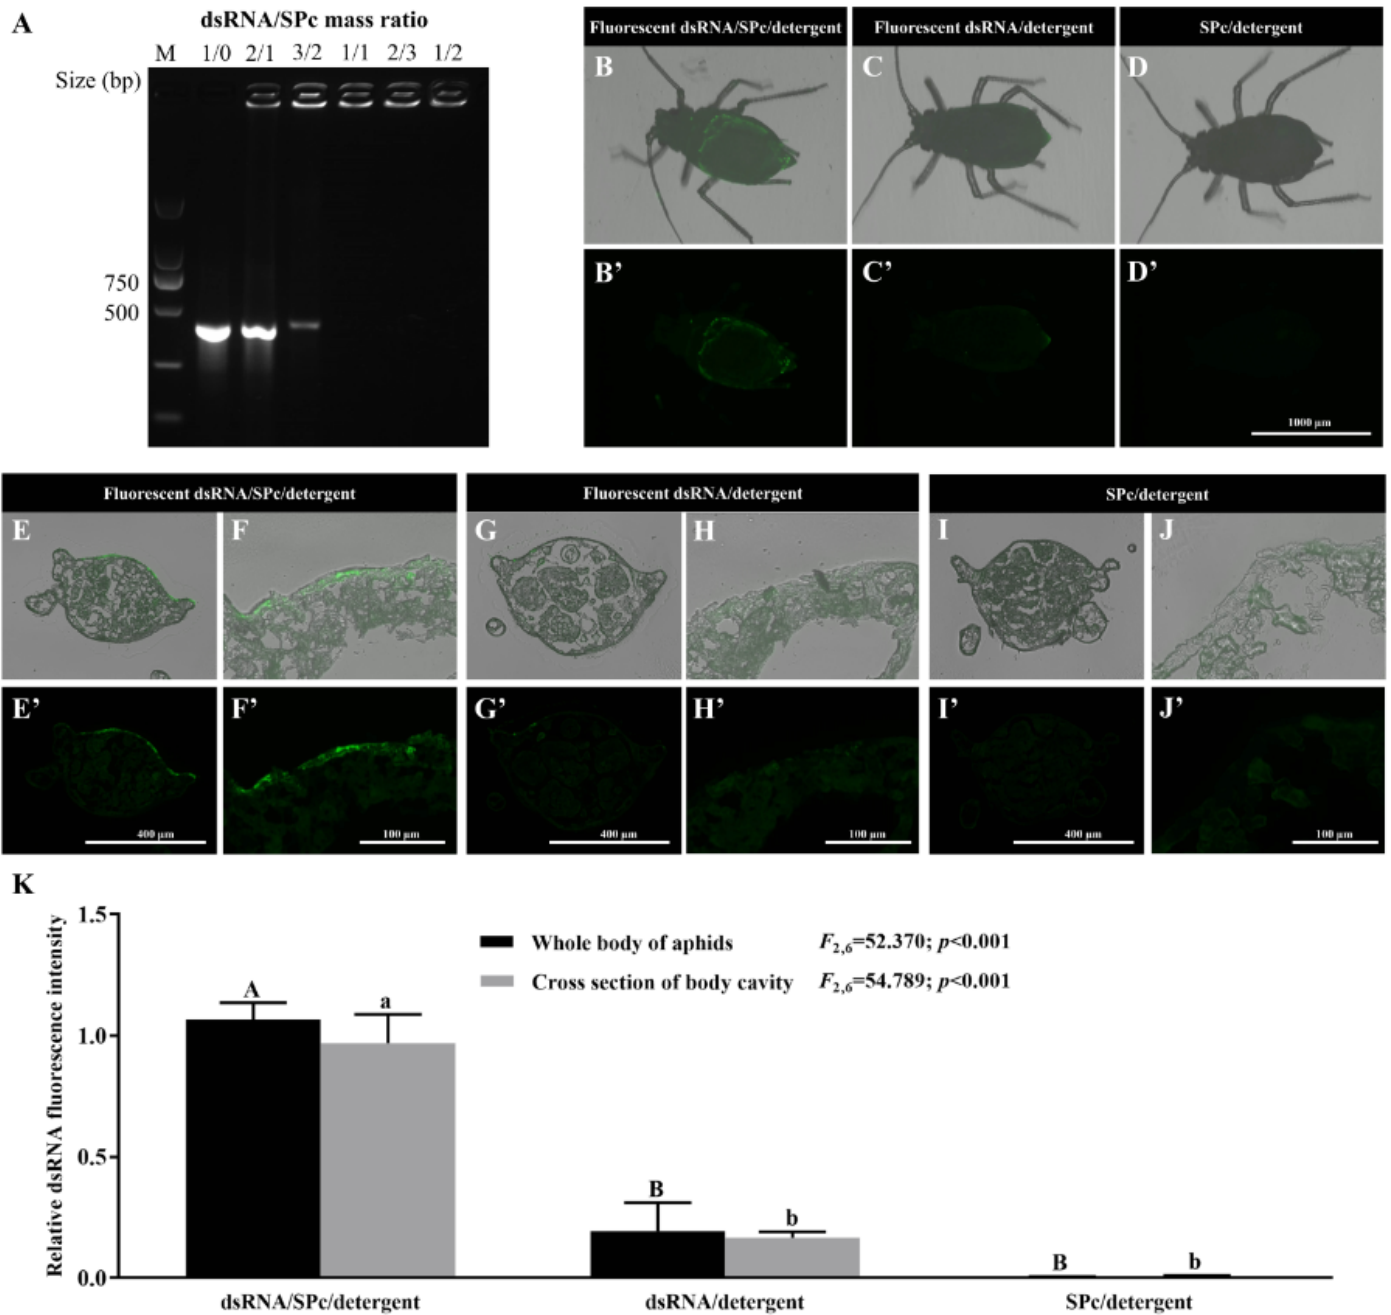 A
dsRNA/SPc mass ratio
M 1/0 2/1 3/2 1/1 2/3 1/2
Size (bp)
750
500
Fluorescent dsRNA/SPc/detergent Fluorescent dsRNA/detergent SPc/detergent
B C D
B’ C’ D’
1000 µm
Fluorescent dsRNA/SPc/detergent Fluorescent dsRNA/detergent SPc/detergent
E F G H I J
E’ F’ G’ H’ I’ J’
400 µm 100 µm 400 µm 100 µm 400 µm 100 µm
K
Relative dsRNA fluorescence intensity
1.5
1.0
0.5
0.0
Whole body of aphids F2,6=52.370; p<0.001
Cross section of body cavity F2,6=54.789; p<0.001
A a
B b
B b
dsRNA/SPc/detergent dsRNA/detergent SPc/detergent